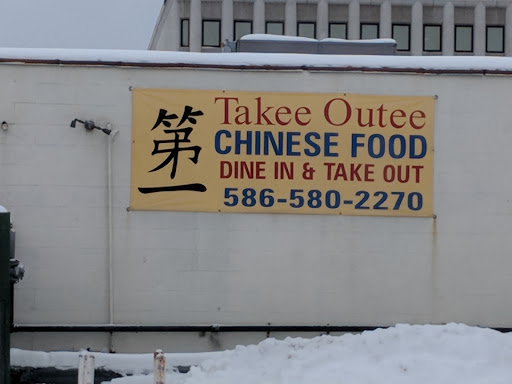 第一
Takee Outee
CHINESE FOOD
DINE IN & TAKE OUT
586-580-2270